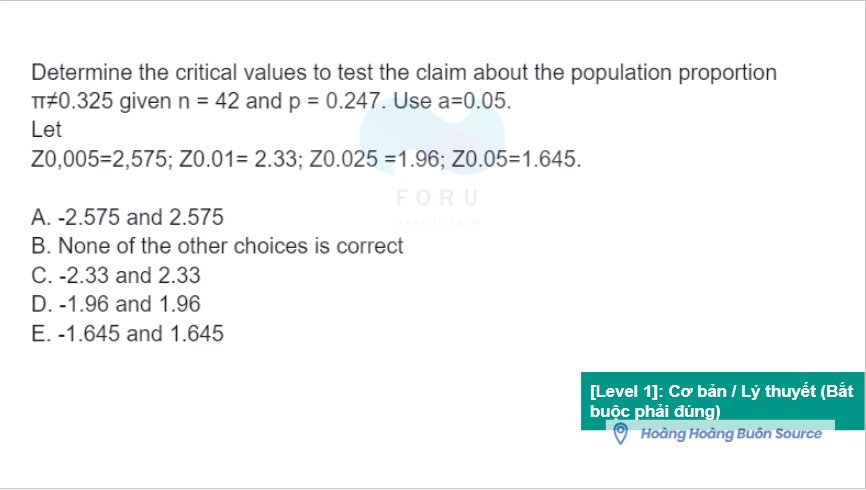 Determine the critical values to test the claim about the population proportion
π≠0.325 given n = 42 and p = 0.247. Use a=0.05.
Let
Z0,005=2,575; Z0.01= 2.33; Z0.025 =1.96; Z0.05=1.645.
FORU
A. -2.575 and 2.575
B. None of the other choices is correct
C. -2.33 and 2.33
D. -1.96 and 1.96
E. -1.645 and 1.645
[Level 1]: Cơ bản / Lý thuyết (Bắt
buộc phải đúng)
Hoàng Hoàng Buôn Source